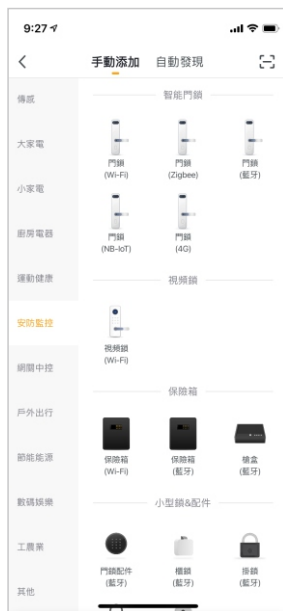 9:27
手動添加 自動發現
傳感
大家電
小家電
廚房電器
運動健康
安防監控
網關中控
戶外出行
節能能源
數碼娛樂
工農業
其他
智能門鎖
門鎖 門鎖 門鎖
(Wi-Fi) (Zigbee) (藍牙)
門鎖 門鎖
(NB-IoT) (4G)
視頻鎖
視頻鎖
(Wi-Fi)
保險箱
保險箱 保險箱 槍盒
(Wi-Fi) (藍牙) (藍牙)
小型鎖&配件
門鎖配件 櫃鎖 掛鎖
(藍牙) (藍牙) (藍牙)